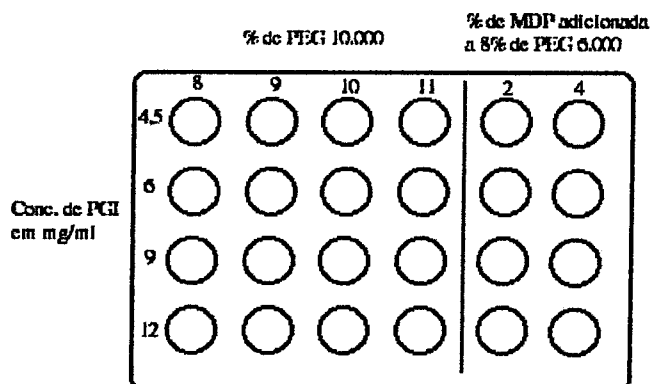 % de PEG 10.000
% de MDP adicionada
a 8% de PEG 6.000
8 9 10 11 2 4
4,5
6
Conc. de PGI
em mg/ml
9
12